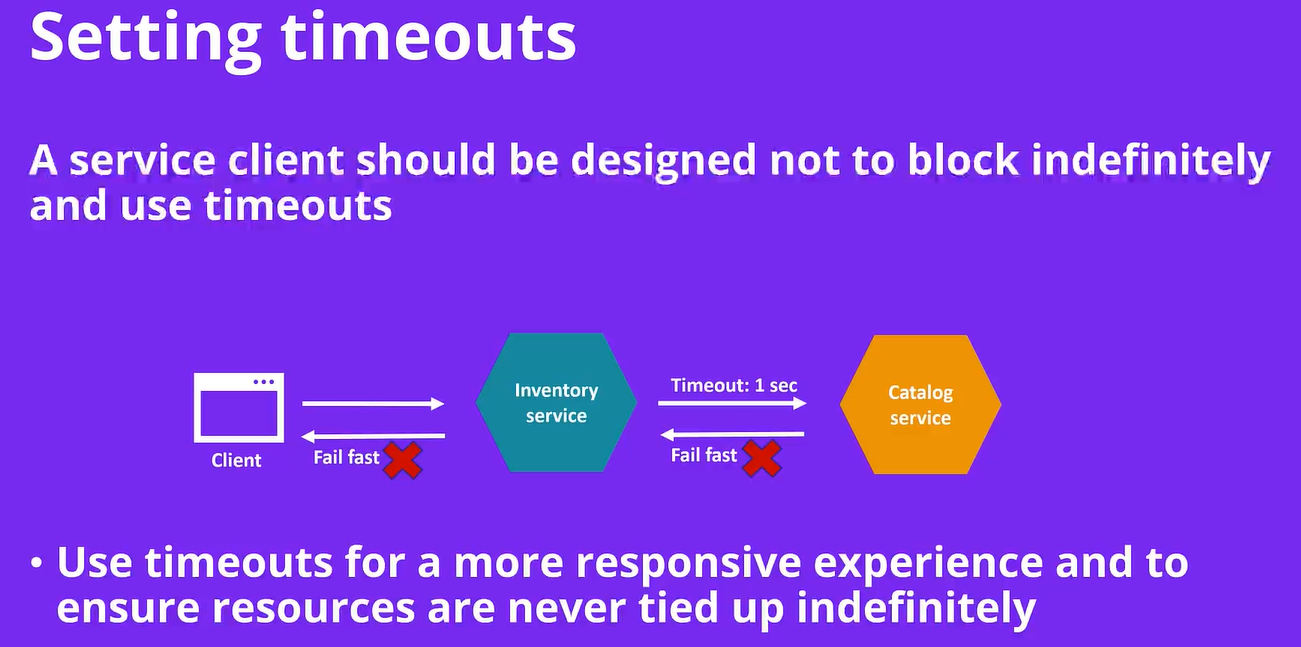 Setting timeouts
A service client should be designed not to block indefinitely
and use timeouts
Inventory
service
Timeout: 1 sec
Catalog
service
Fail fast
Fail fast
Client
• Use timeouts for a more responsive experience and to
ensure resources are never tied up indefinitely